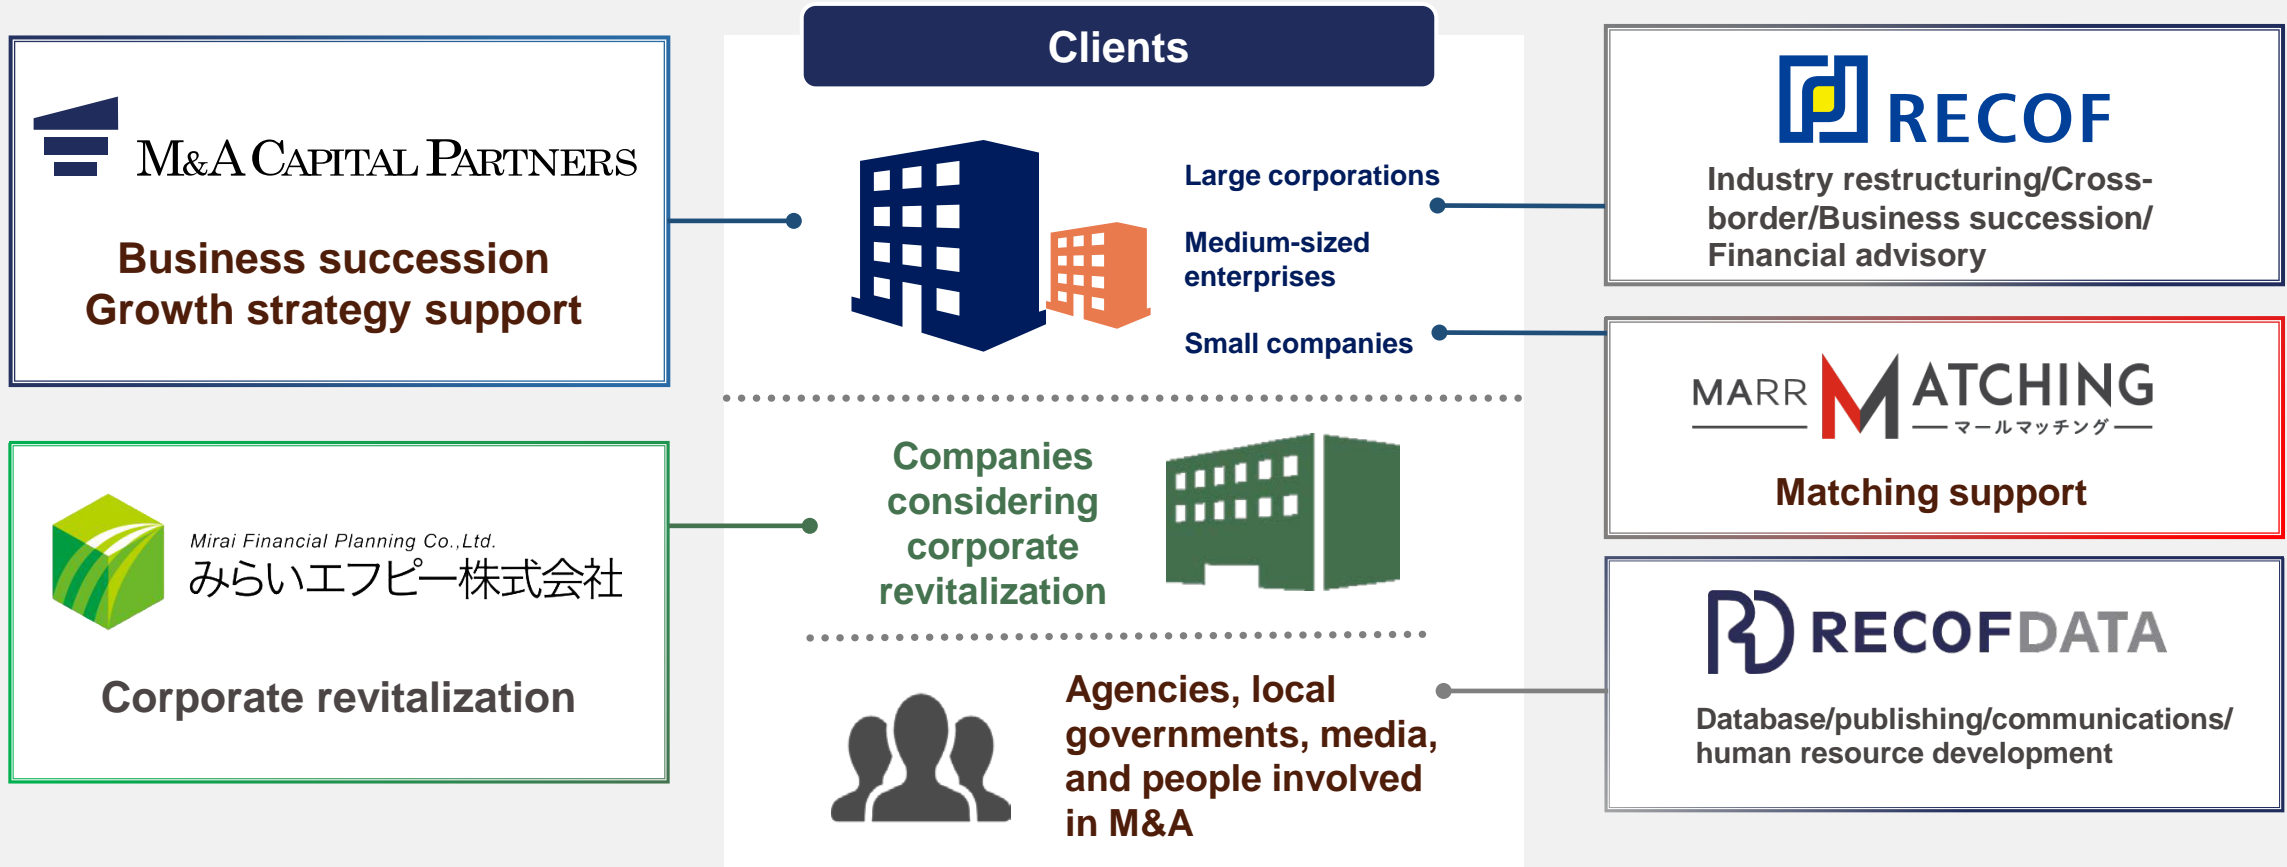 M&A CAPITAL PARTNERS
Business succession
Growth strategy support
Mirai Financial Planning Co.,Ltd.
みらいエフピー株式会社
Corporate revitalization
Clients
Large corporations
Medium-sized
enterprises
Small companies
Companies
considering
corporate
revitalization
Agencies, local
governments, media,
and people involved
in M&A
RECOF
Industry restructuring/Cross-
border/Business succession/
Financial advisory
MARR MATCHING
マールマッチング
Matching support
RECOFDATA
Database/publishing/communications/
human resource development